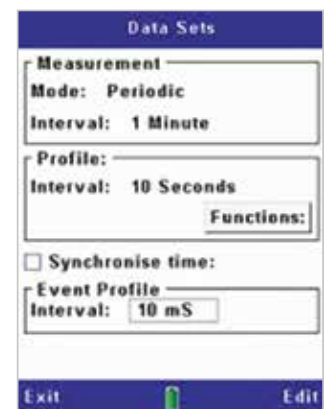 Data Sets
Measurement
Mode: Periodic
Interval: 1 Minute
Profile:
Interval: 10 Seconds
Functions:
Synchronise time:
Event Profile
Interval: 10 mS
Exit Edit